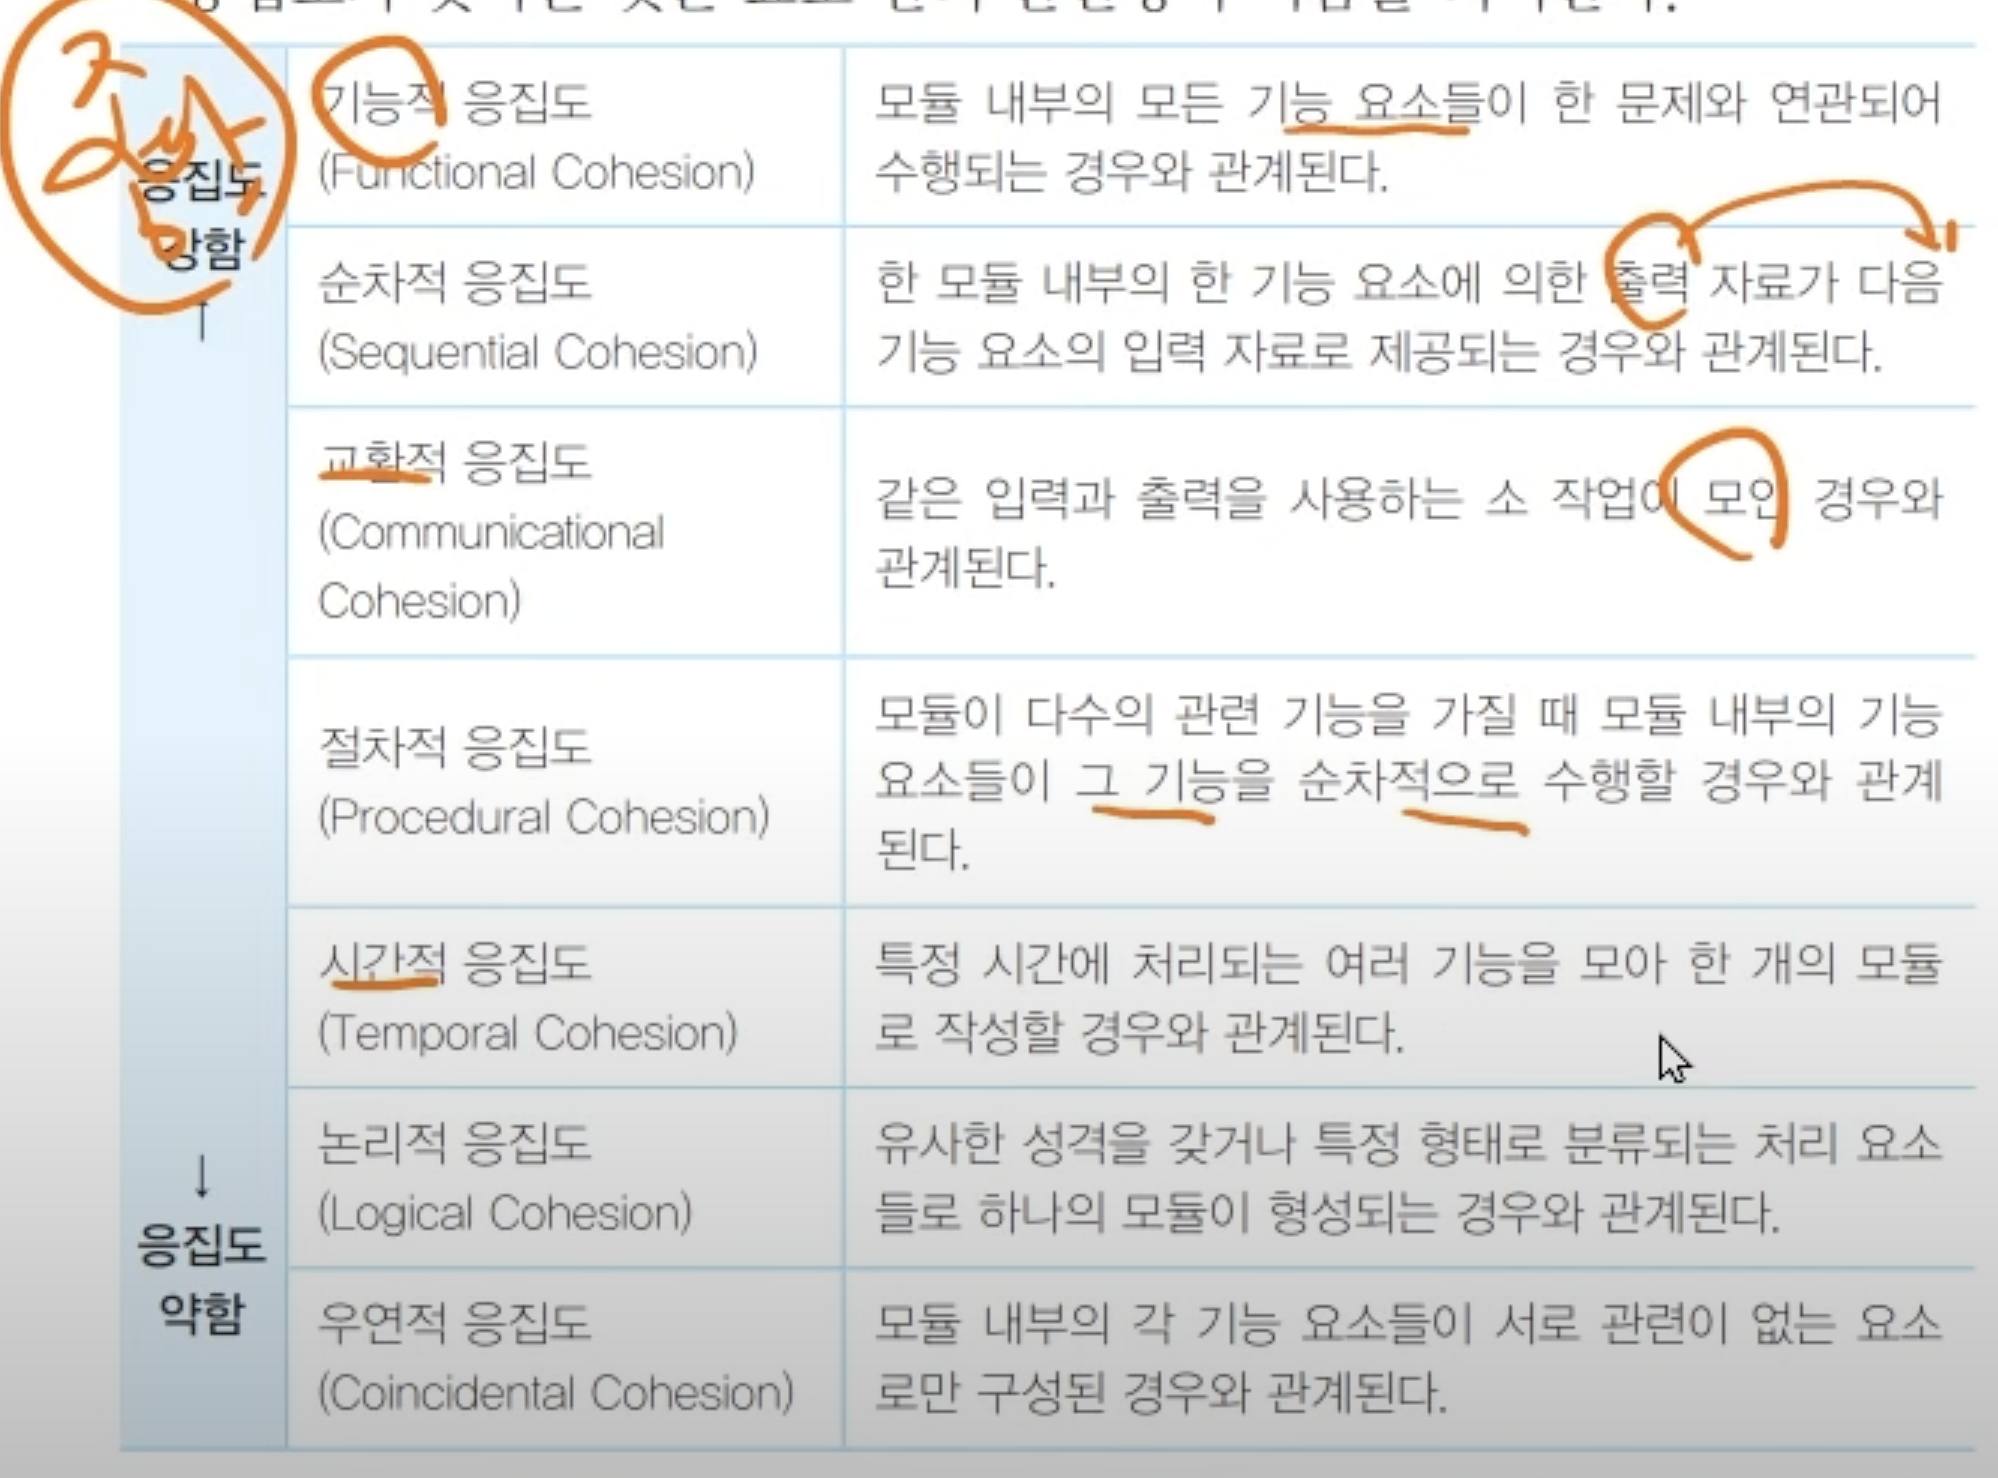 기능적 응집도
(Functional Cohesion)
모듈 내부의 모든 기능 요소들이 한 문제와 연관되어
수행되는 경우와 관계된다.
응집도
강함
↑
순차적 응집도
(Sequential Cohesion)
한 모듈 내부의 한 기능 요소에 의한 출력 자료가 다음
기능 요소의 입력 자료로 제공되는 경우와 관계된다.
교환적 응집도
(Communicational
Cohesion)
같은 입력과 출력을 사용하는 소 작업이 모인 경우와
관계된다.
절차적 응집도
(Procedural Cohesion)
모듈이 다수의 관련 기능을 가질 때 모듈 내부의 기능
요소들이 그 기능을 순차적으로 수행할 경우와 관계
된다.
시간적 응집도
(Temporal Cohesion)
특정 시간에 처리되는 여러 기능을 모아 한 개의 모듈
로 작성할 경우와 관계된다.
논리적 응집도
(Logical Cohesion)
유사한 성격을 갖거나 특정 형태로 분류되는 처리 요소
들로 하나의 모듈이 형성되는 경우와 관계된다.
↓
응집도
약함
우연적 응집도
(Coincidental Cohesion)
모듈 내부의 각 기능 요소들이 서로 관련이 없는 요소
로만 구성된 경우와 관계된다.